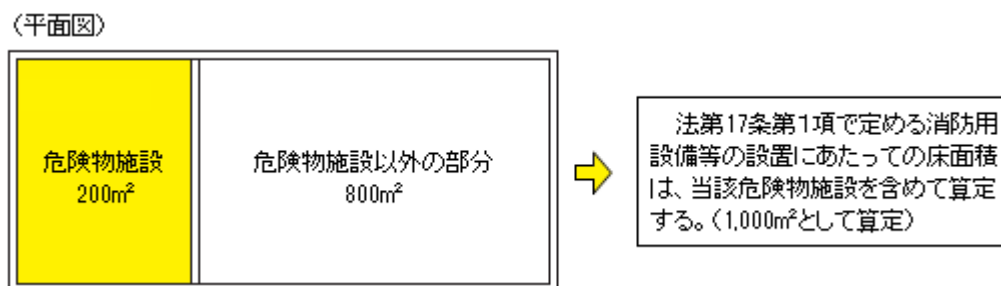 （平面図）
危険物施設
200㎡
危険物施設以外の部分
800㎡
法第17条第1項で定める消防用
設備等の設置にあたっての床面積
は、当該危険物施設を含めて算定
する。（1,000㎡として算定）